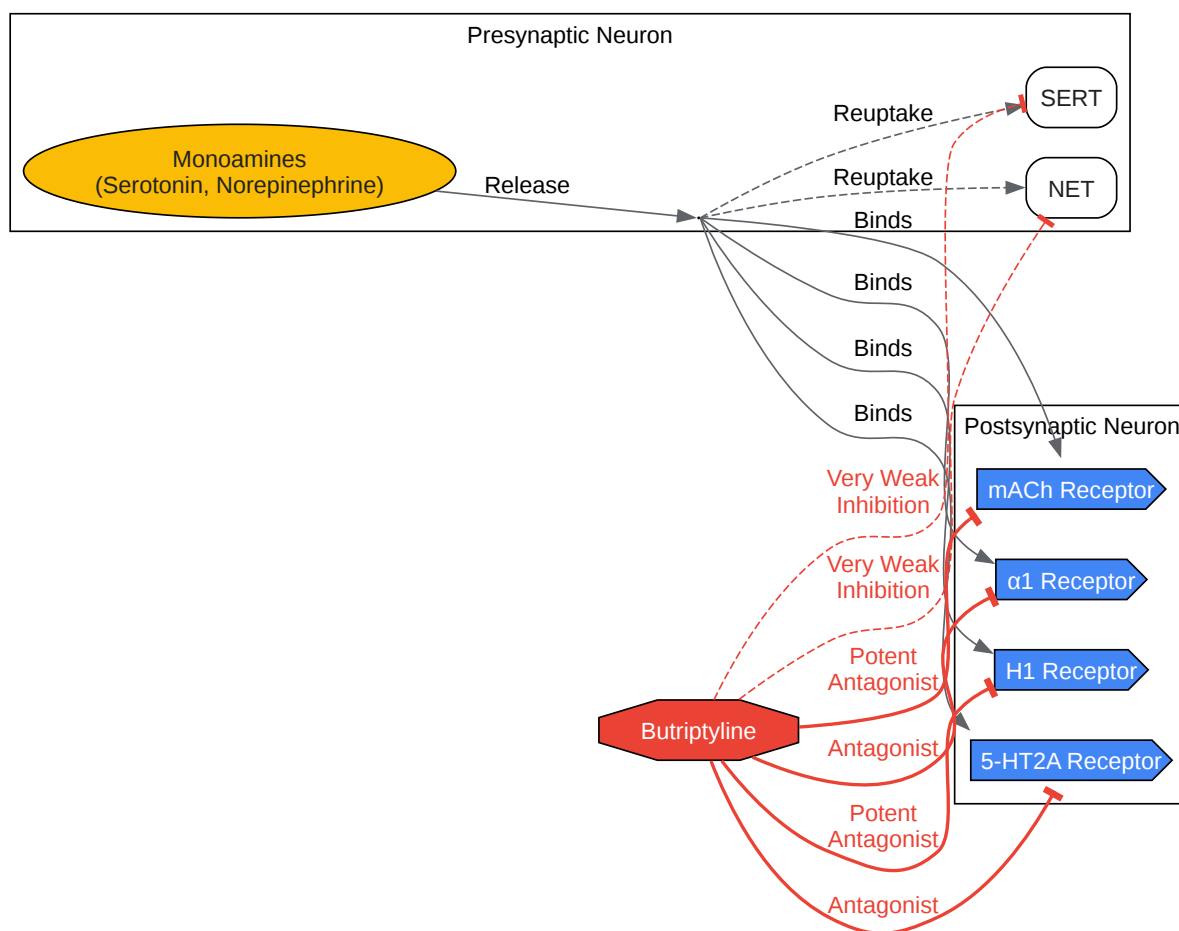 Presynaptic Neuron
Monoamines
(Serotonin, Norepinephrine)
Release
Reuptake
SERT
Reuptake
NET
Binds
Binds
Binds
Binds
Postsynaptic Neuron
mACh Receptor
Very Weak
Inhibition
Very Weak
Inhibition
α1 Receptor
Potent
Antagonist
H1 Receptor
Butriptyline
Antagonist
5-HT2A Receptor
Potent
Antagonist
Antagonist